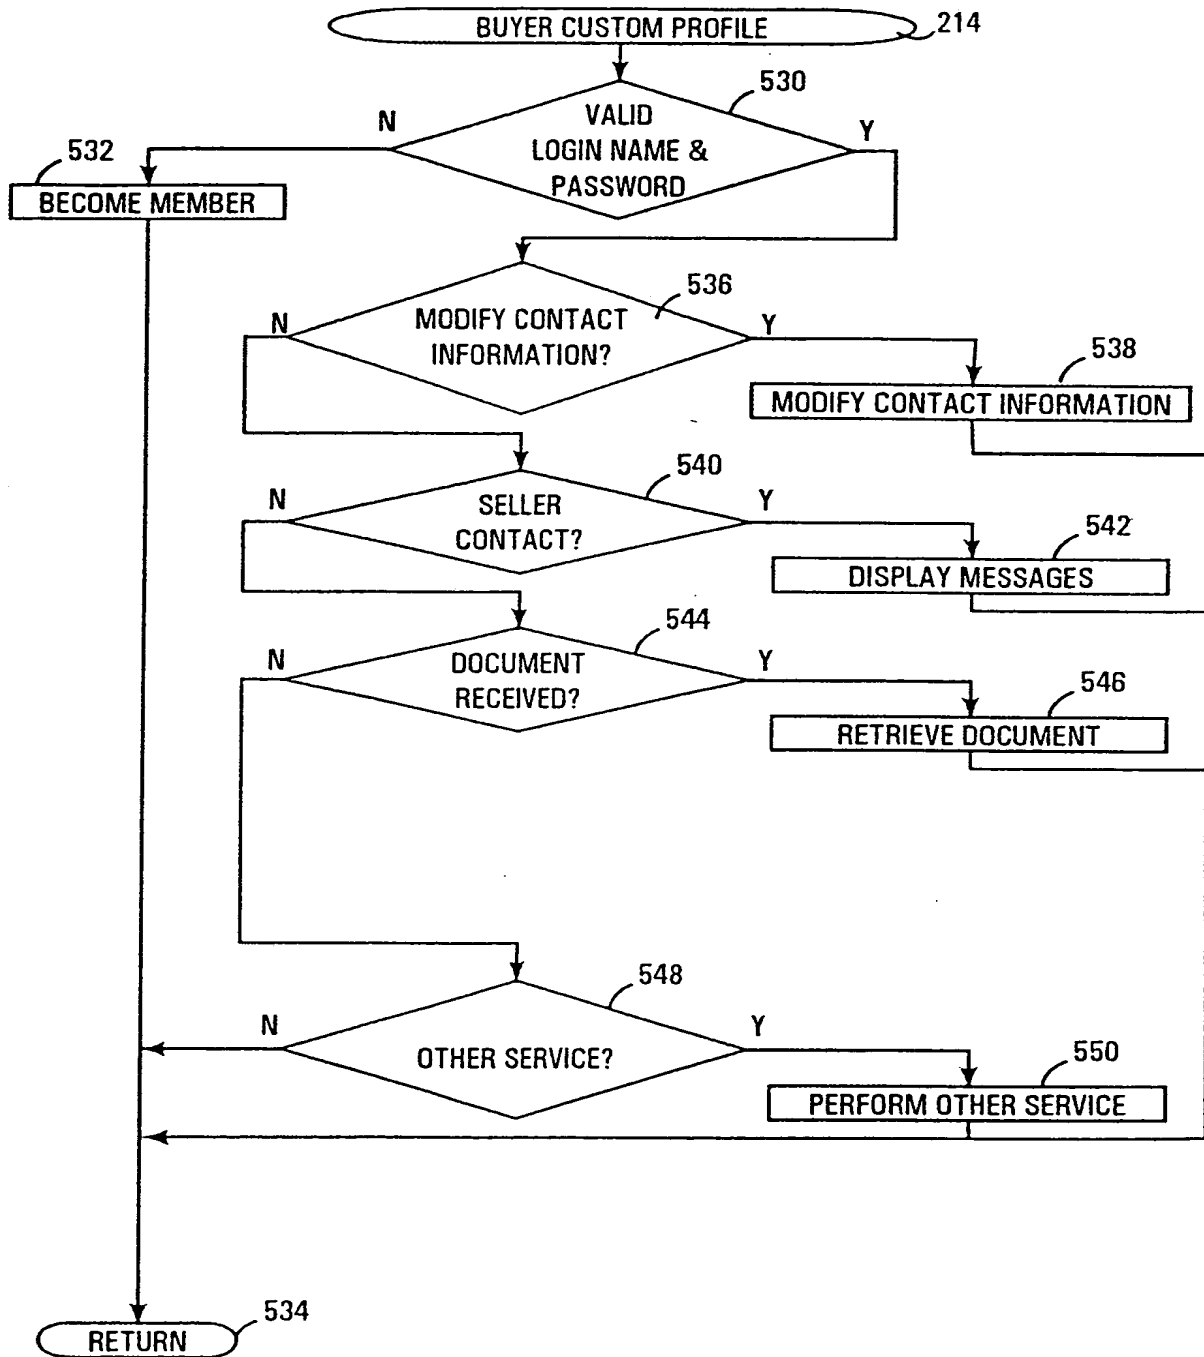 BUYER CUSTOM PROFILE
214
530
VALID
LOGIN NAME &
PASSWORD
N
Y
532
BECOME MEMBER
536
MODIFY CONTACT
INFORMATION?
N
Y
538
MODIFY CONTACT INFORMATION
540
SELLER
CONTACT?
N
Y
542
DISPLAY MESSAGES
544
DOCUMENT
RECEIVED?
N
Y
546
RETRIEVE DOCUMENT
548
OTHER SERVICE?
N
Y
550
PERFORM OTHER SERVICE
534
RETURN